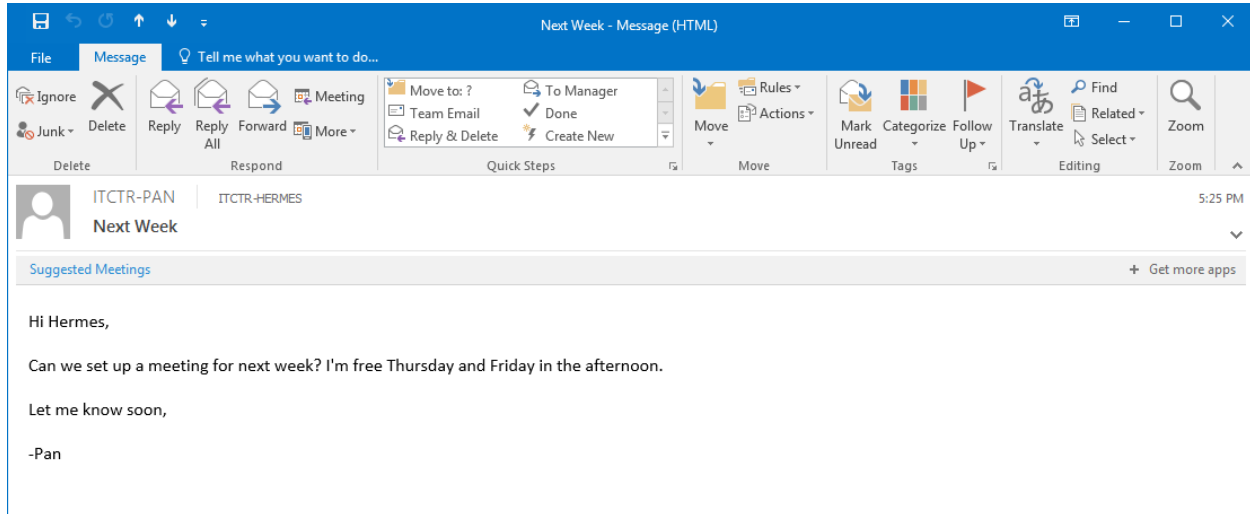 Next Week - Message (HTML)
File Message Tell me what you want to do...
Ignore
Junk
Delete
Reply
Reply All
Forward
Meeting
More
Move to: ?
To Manager
Team Email
Done
Reply & Delete
Create New
Move
Rules
Actions
Mark Unread
Categorize
Follow Up
Translate
Find
Related
Select
Zoom
Delete Respond Quick Steps Move Tags Editing Zoom
ITCTR-PAN ITCTR-HERMES 5:25 PM
Next Week
Suggested Meetings + Get more apps
Hi Hermes,
Can we set up a meeting for next week? I'm free Thursday and Friday in the afternoon.
Let me know soon,
-Pan